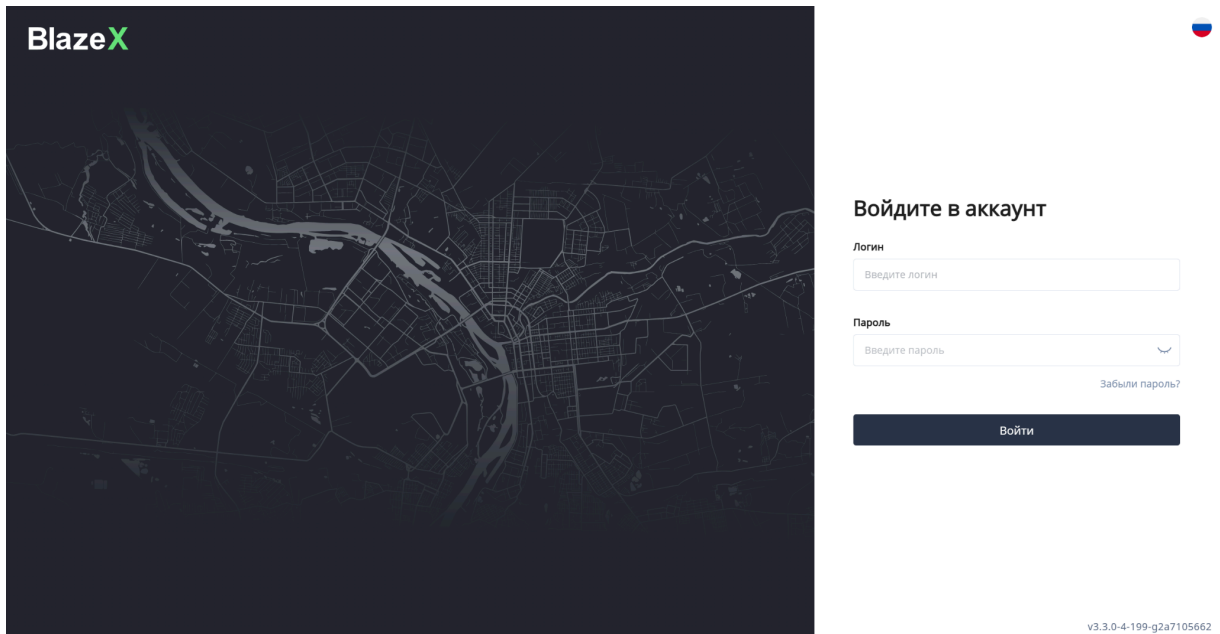 BlazeX
Войдите в аккаунт
Логин
Введите логин
Пароль
Введите пароль
Забыли пароль?
Войти
v3.3.0-4-199-g2a7105662